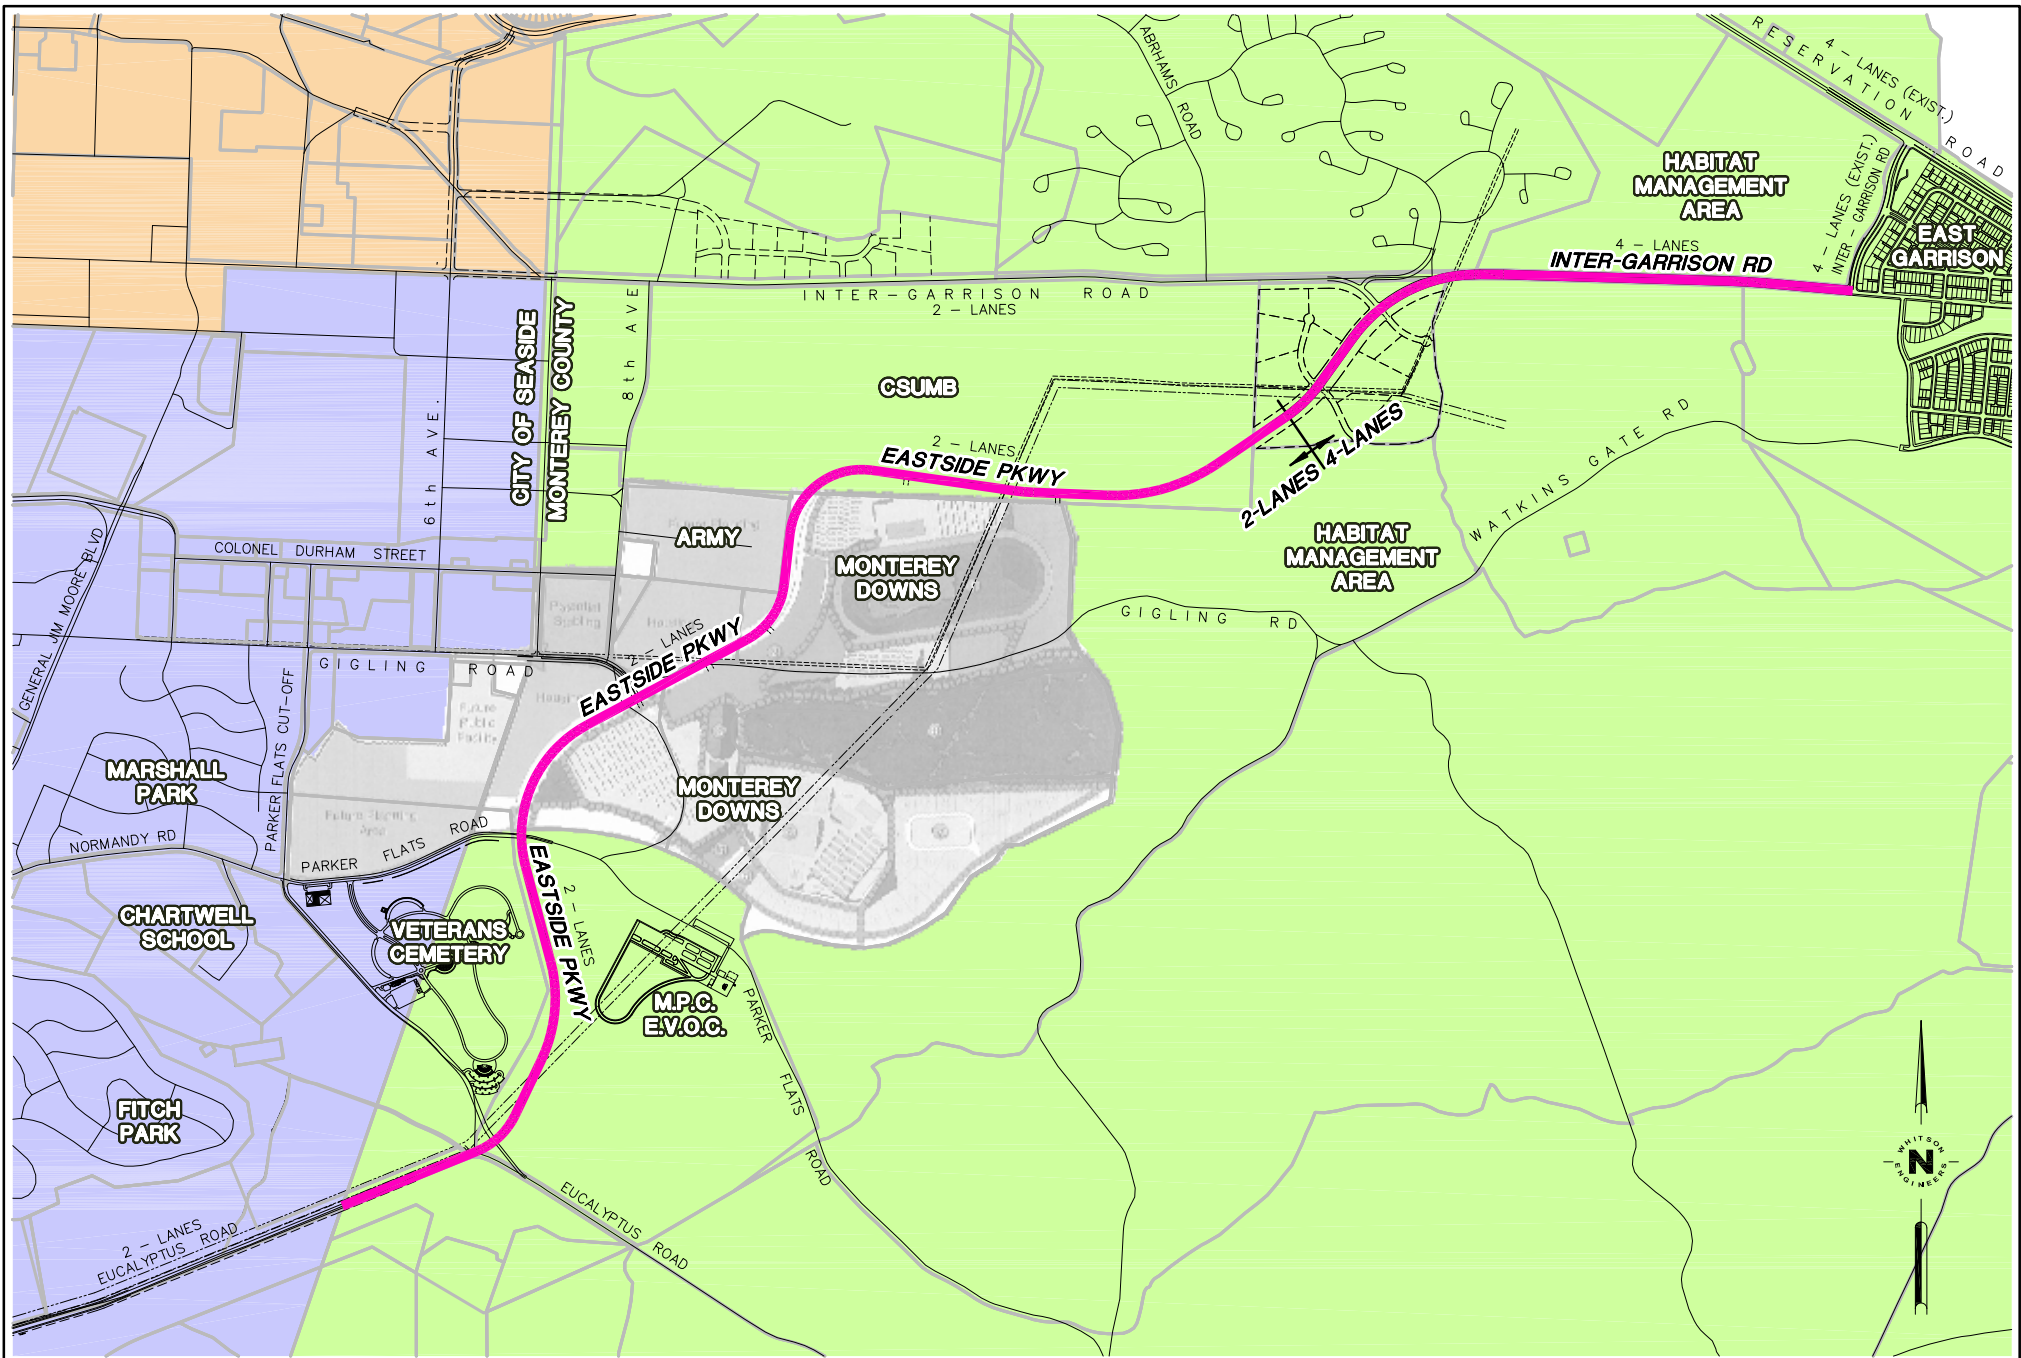 ABRHAMS ROAD
4 - LANES (EXIST.)
RESERVATION ROAD
4 - LANES (EXIST.)
INTER - GARRISON RD
HABITAT
MANAGEMENT
AREA
EAST
GARRISON
4 - LANES
INTER-GARRISON RD
INTER-GARRISON ROAD
2 - LANES
8th AVE
CITY OF SEASIDE
MONTEREY COUNTY
6th AVE.
CSUMB
2 - LANES
EASTSIDE PKWY
2-LANES
4-LANES
WATKINS GATE RD
HABITAT
MANAGEMENT
AREA
GENERAL JIM MOORE BLVD
COLONEL DURHAM STREET
ARMY
MONTEREY
DOWNS
GIGLING RD
2 - LANES
EASTSIDE PKWY
GIGLING ROAD
PARKER FLATS CUT-OFF
Future
Public
Facility
MARSHALL
PARK
MONTEREY
DOWNS
NORMANDY RD
PARKER FLATS ROAD
EASTSIDE PKWY
2 - LANES
CHARTWELL
SCHOOL
VETERANS
CEMETERY
M.P.C.
E.V.O.C.
PARKER FLATS ROAD
FITCH
PARK
2 - LANES
EUCALYPTUS ROAD
EUCALYPTUS ROAD
WHITSON
N
ENGINEERS